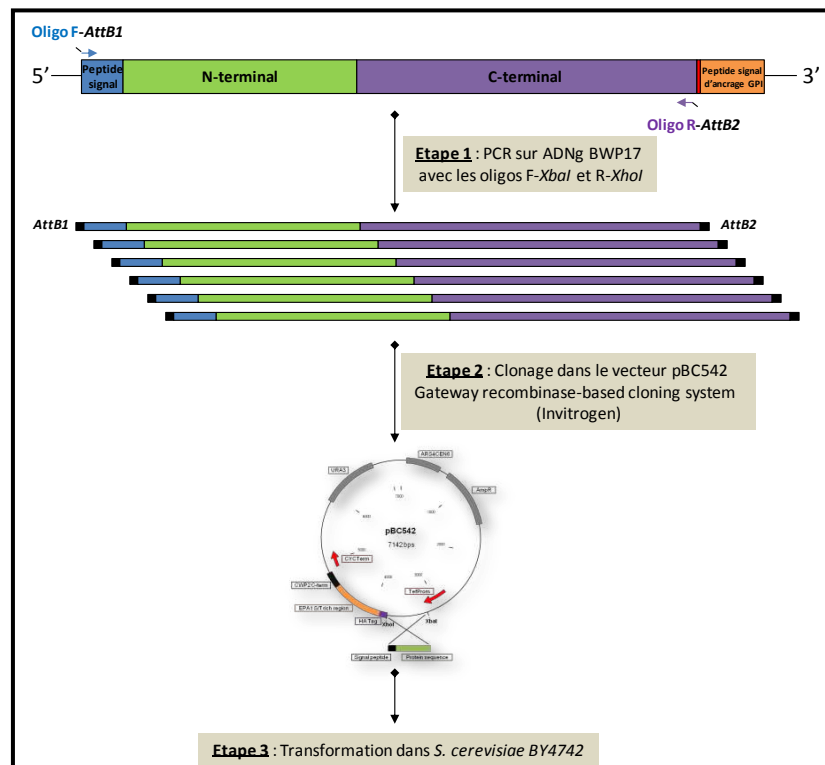 Oligo F-AttB1
5’
Peptide signal
N-terminal
C-terminal
Peptide signal d’ancrage GPI
3’
Oligo R-AttB2
Etape 1 : PCR sur ADNg BWP17
avec les oligos F-XbaI et R-XhoI
AttB1
AttB2
Etape 2 : Clonage dans le vecteur pBC542
Gateway recombinase-based cloning system
(Invitrogen)
ARS4CEN6
URA3
AmpR
pBC542
7142bps
CYCTerm
CWP2C-term
TefProm
EPA1 S/T rich region
HA Tag
XhoI
XbaI
Signal peptide
Protein sequence
Etape 3 : Transformation dans S. cerevisiae BY4742